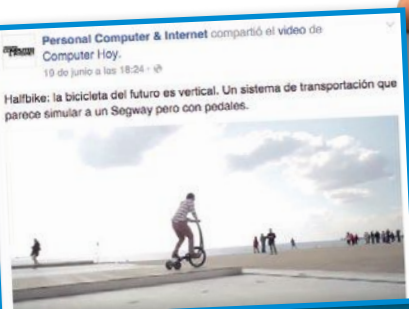 Personal Computer & Internet compartió el video de
Computer Hoy.
19 de junio a las 18:24 ·
Halfbike: la bicicleta del futuro es vertical. Un sistema de transportación que
parece simular a un Segway pero con pedales.